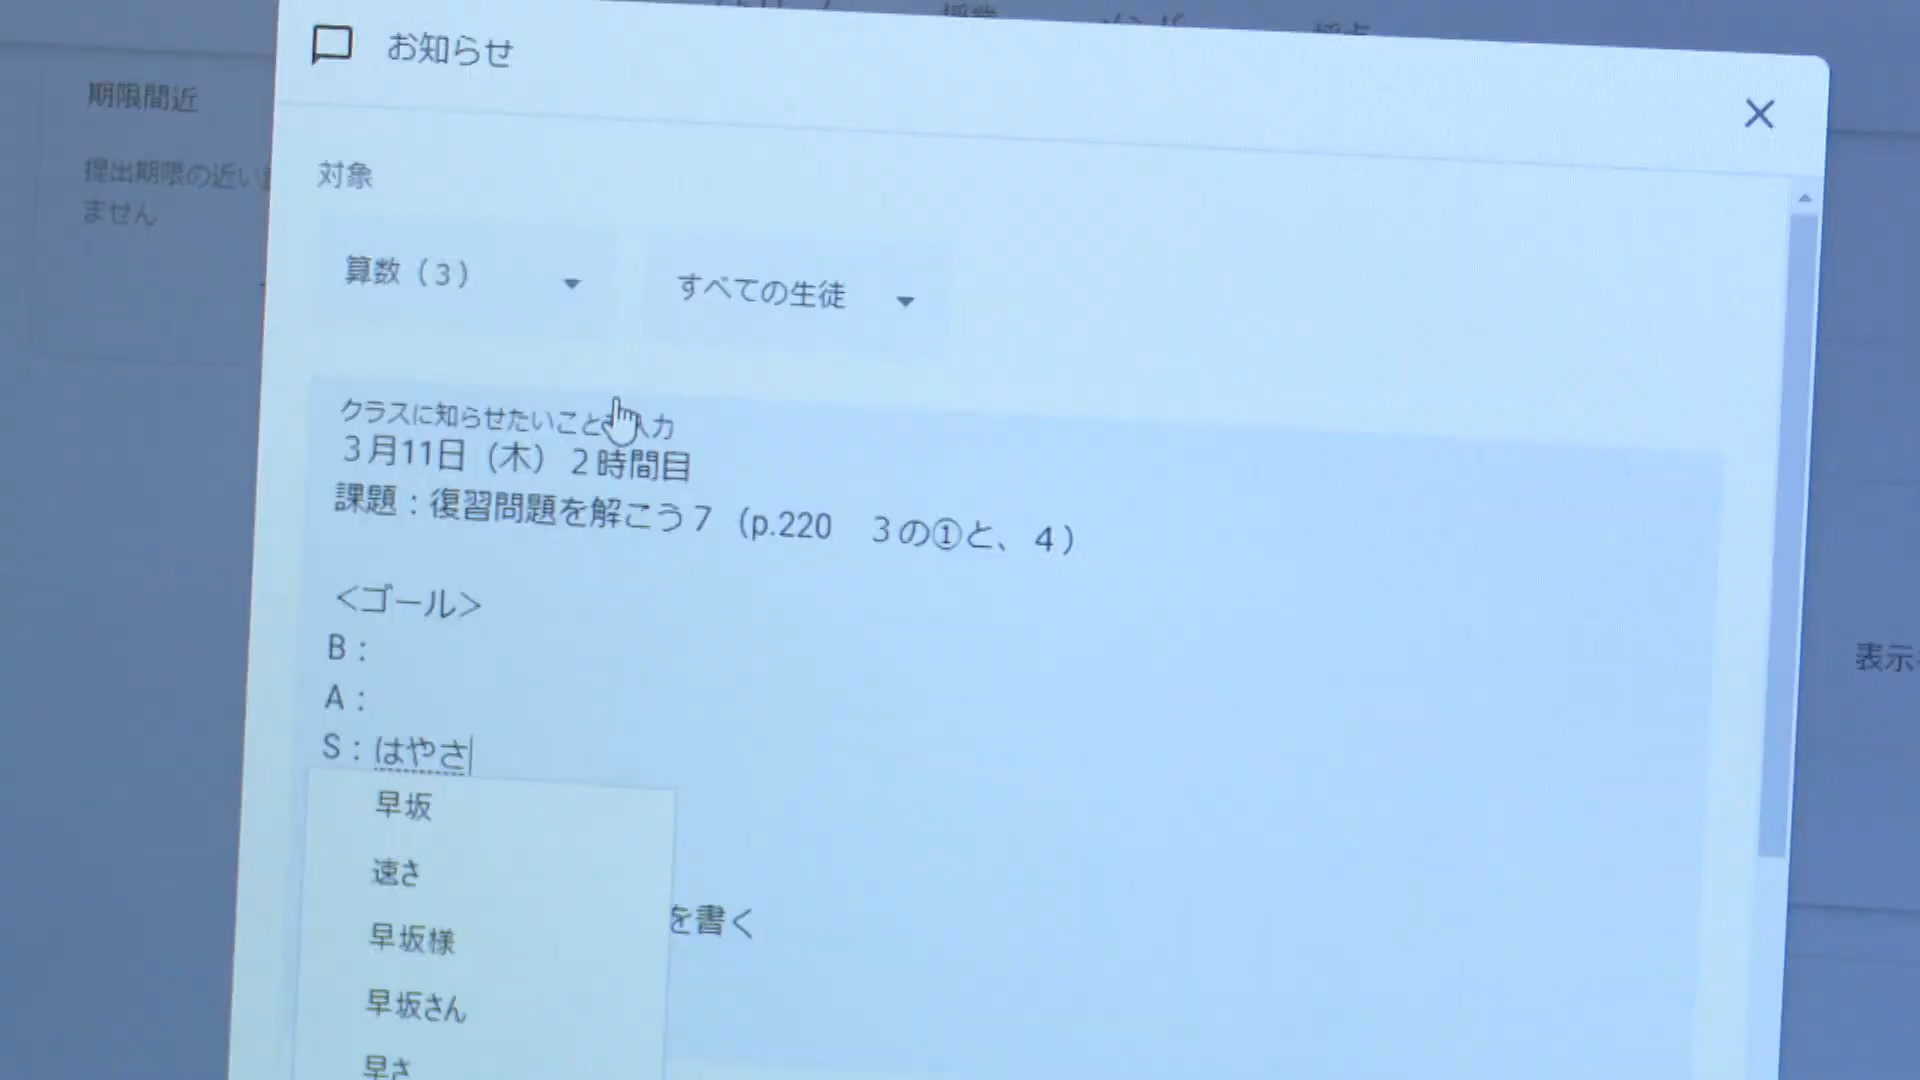 お知らせ
期限間近
提出期限の近い
ません
対象
算数（3）
すべての生徒
クラスに知らせたいこと 入力
３月11日（木）２時間目
課題：復習問題を解こう７（p.220　３の①と、４）
＜ゴール＞
B：
A：
S：はやさ
早坂
速さ
早坂様
早坂さん
早さ
を書く
表示